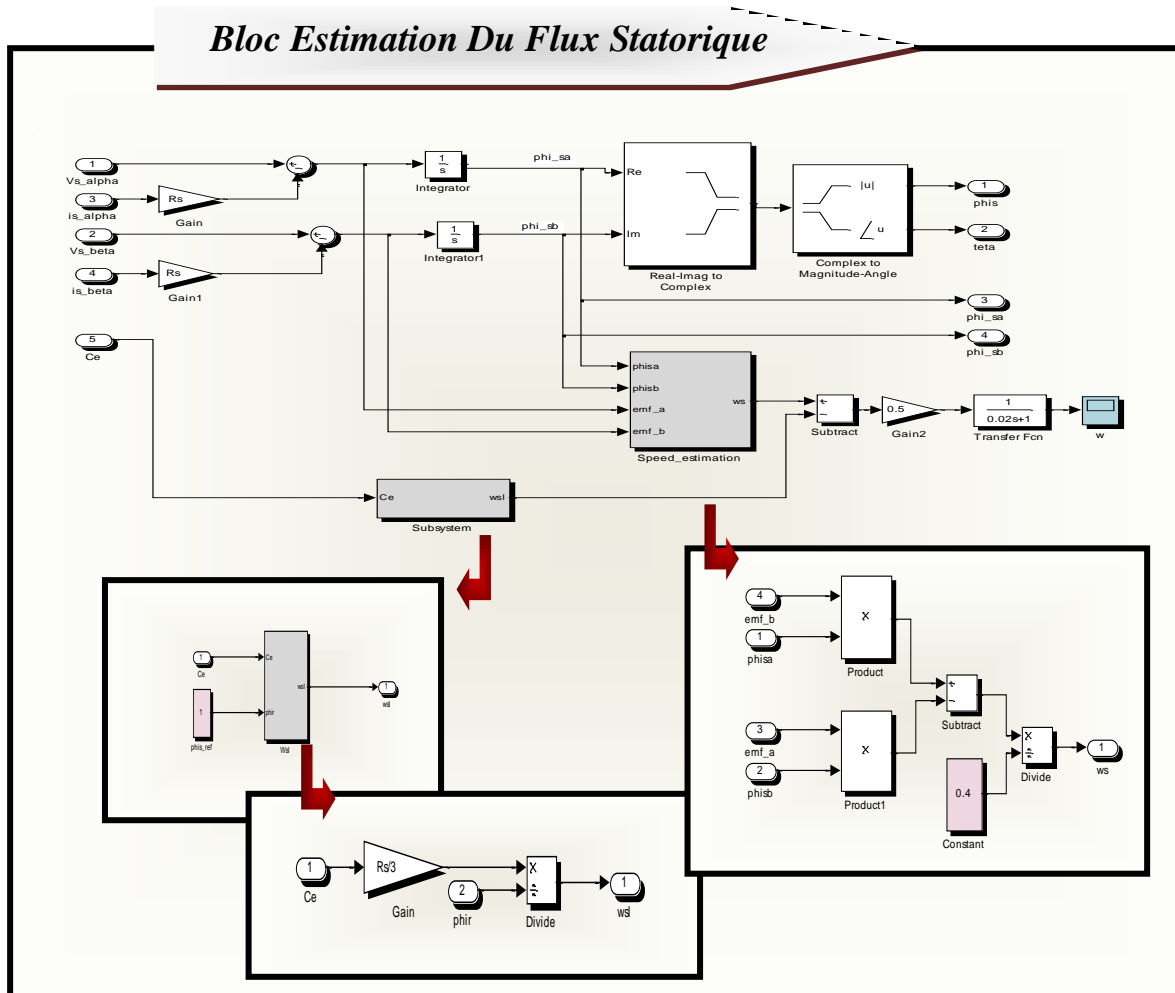 Bloc Estimation Du Flux Statorique
1
Vs_alpha
3
is_alpha
Rs
Gain
2
Vs_beta
4
is_beta
Rs
Gain1
5
Ce
1
s
Integrator
phi_sa
1
s
Integrator1
phi_sb
Re
Im
Real-Imag to
Complex
|u|
u
Complex to
Magnitude-Angle
1
phis
2
teta
3
phi_sa
4
phi_sb
phisa
phisb
emf_a
emf_b
ws
Speed_estimation
Subtract
0.5
Gain2
1
0.02s+1
Transfer Fcn
w
Ce
wsl
Subsystem
1
Ce
1
phis_ref
Ce
phir
wsl
Wsl
1
wsl
4
emf_b
1
phisa
X
Product
3
emf_a
2
phisb
X
Product1
Subtract
0.4
Constant
X
÷
Divide
1
ws
1
Ce
Rs/3
Gain
2
phir
X
÷
Divide
1
wsl